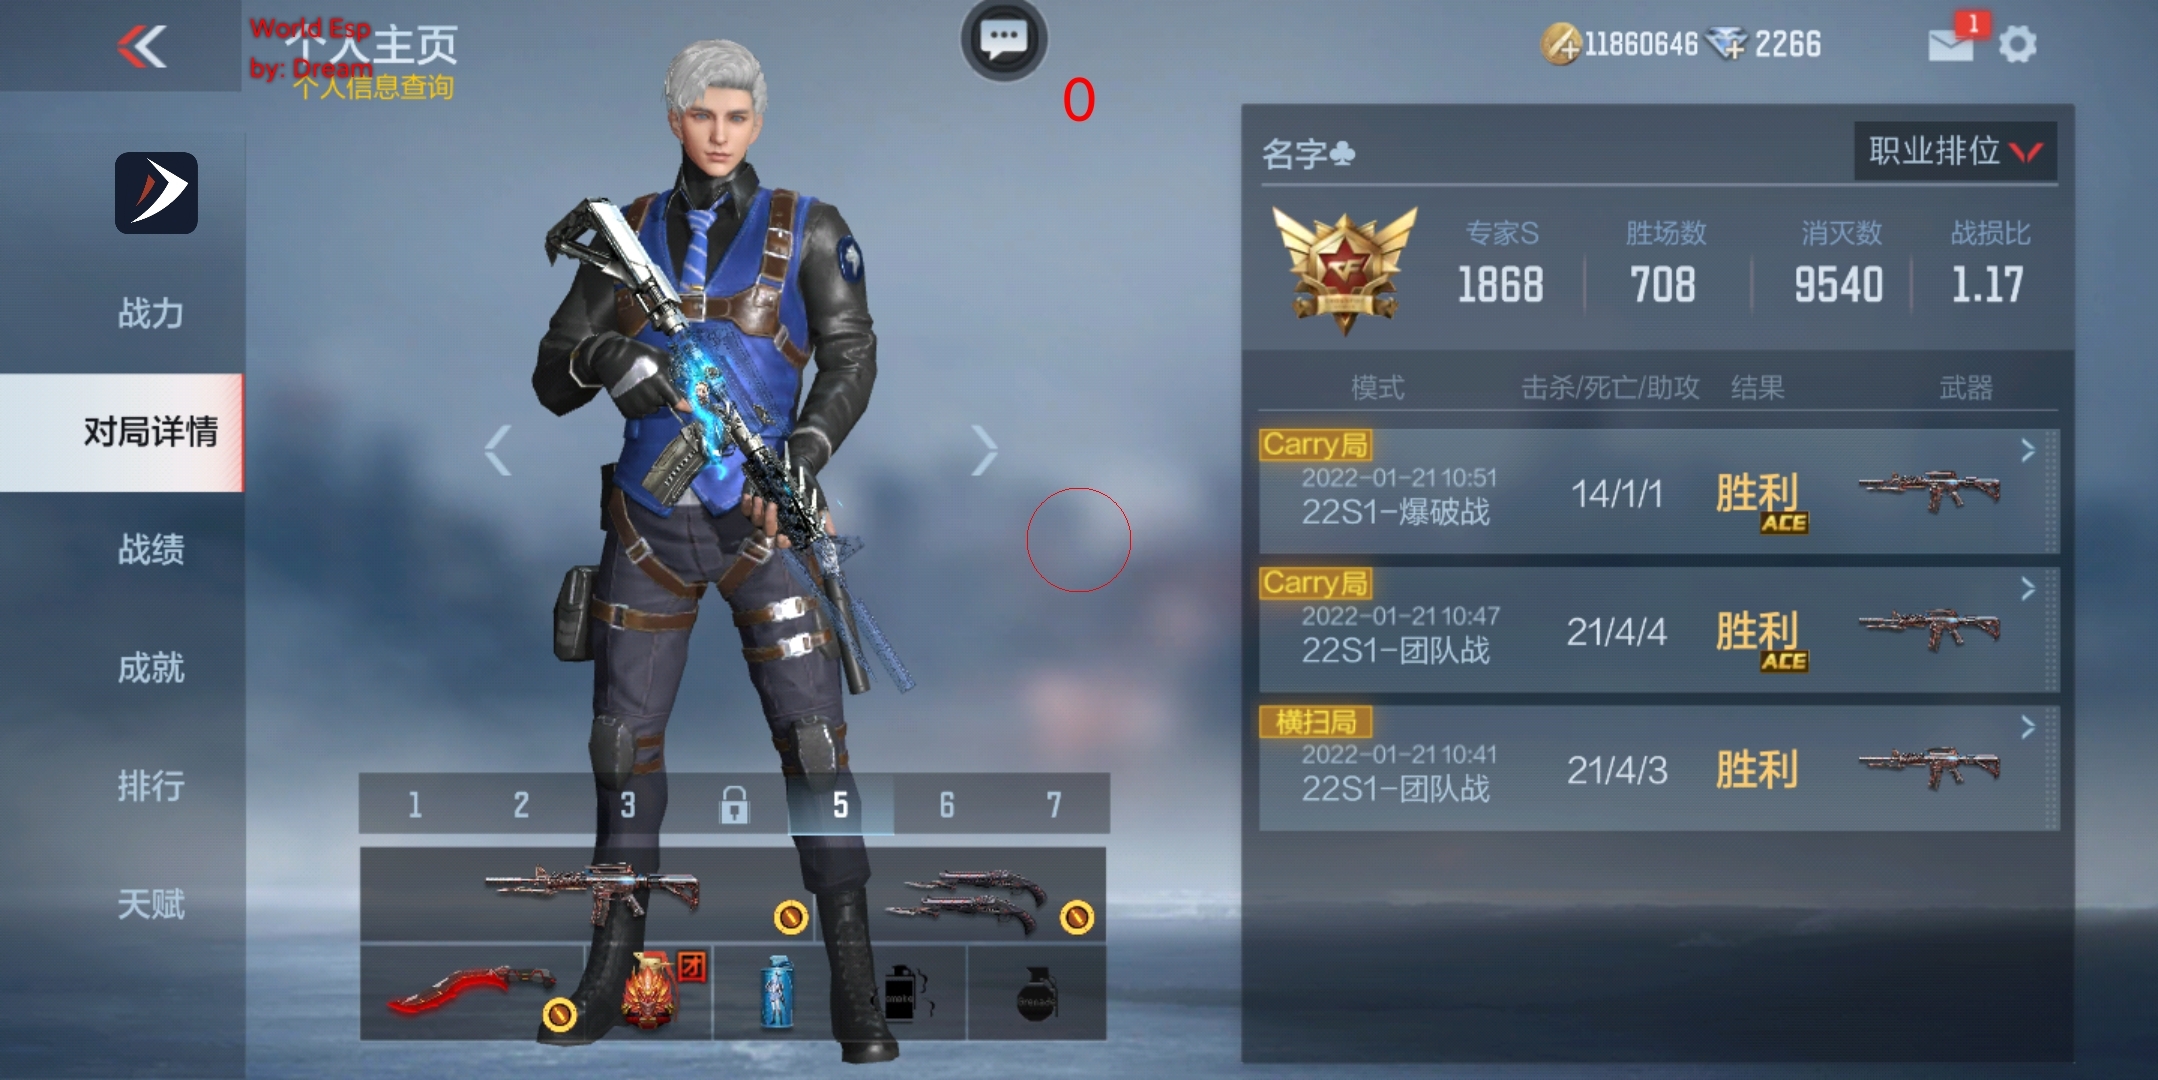 World Esp
by: Dream
个人主页
个人信息查询
0
11860646
2266
1
战力
对局详情
战绩
成就
排行
天赋
名字♣
职业排位
专家S
胜场数
消灭数
战损比
1868
708
9540
1.17
模式
击杀/死亡/助攻
结果
武器
Carry局
2022-01-21 10:51
22S1-爆破战
14/1/1
胜利
ACE
Carry局
2022-01-21 10:47
22S1-团队战
21/4/4
胜利
ACE
横扫局
2022-01-21 10:41
22S1-团队战
21/4/3
胜利
1 2 3 5 6 7
团
smoke
Grenade